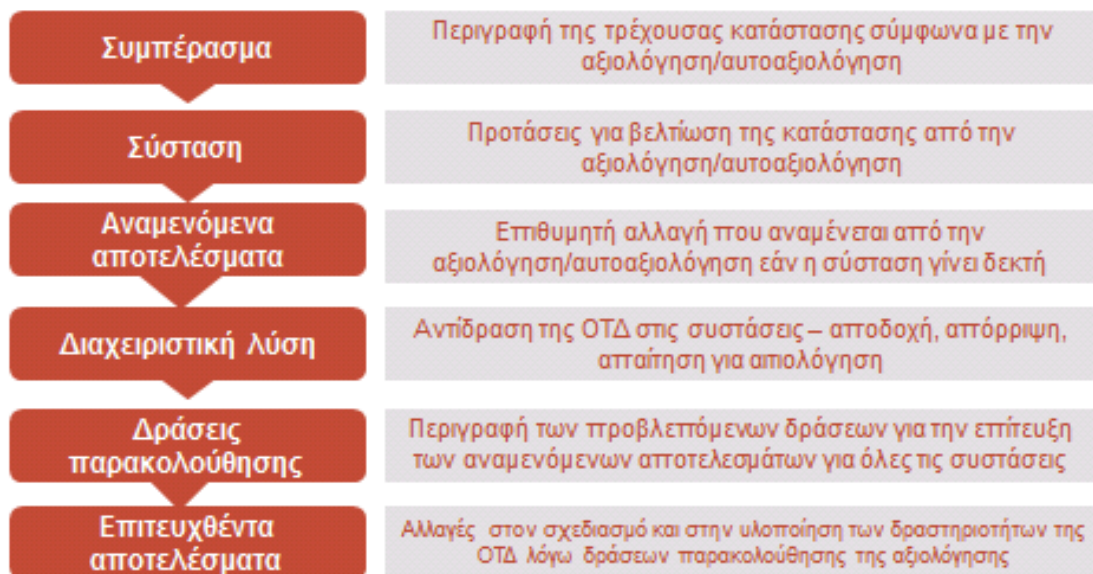 Συμπέρασμα
Περιγραφή της τρέχουσας κατάστασης σύμφωνα με την
αξιολόγηση/αυτοαξιολόγηση
Σύσταση
Προτάσεις για βελτίωση της κατάστασης από την
αξιολόγηση/αυτοαξιολόγηση
Αναμενόμενα
αποτελέσματα
Επιθυμητή αλλαγή που αναμένεται από την
αξιολόγηση/αυτοαξιολόγηση εάν η σύσταση γίνει δεκτή
Διαχειριστική λύση
Αντίδραση της ΟΤΔ στις συστάσεις – αποδοχή, απόρριψη,
απαίτηση για αιτιολόγηση
Δράσεις
παρακολούθησης
Περιγραφή των προβλεπόμενων δράσεων για την επίτευξη
των αναμενόμενων αποτελεσμάτων για όλες τις συστάσεις
Επιτευχθέντα
αποτελέσματα
Αλλαγές στον σχεδιασμό και στην υλοποίηση των δραστηριοτήτων της
ΟΤΔ λόγω δράσεων παρακολούθησης της αξιολόγησης